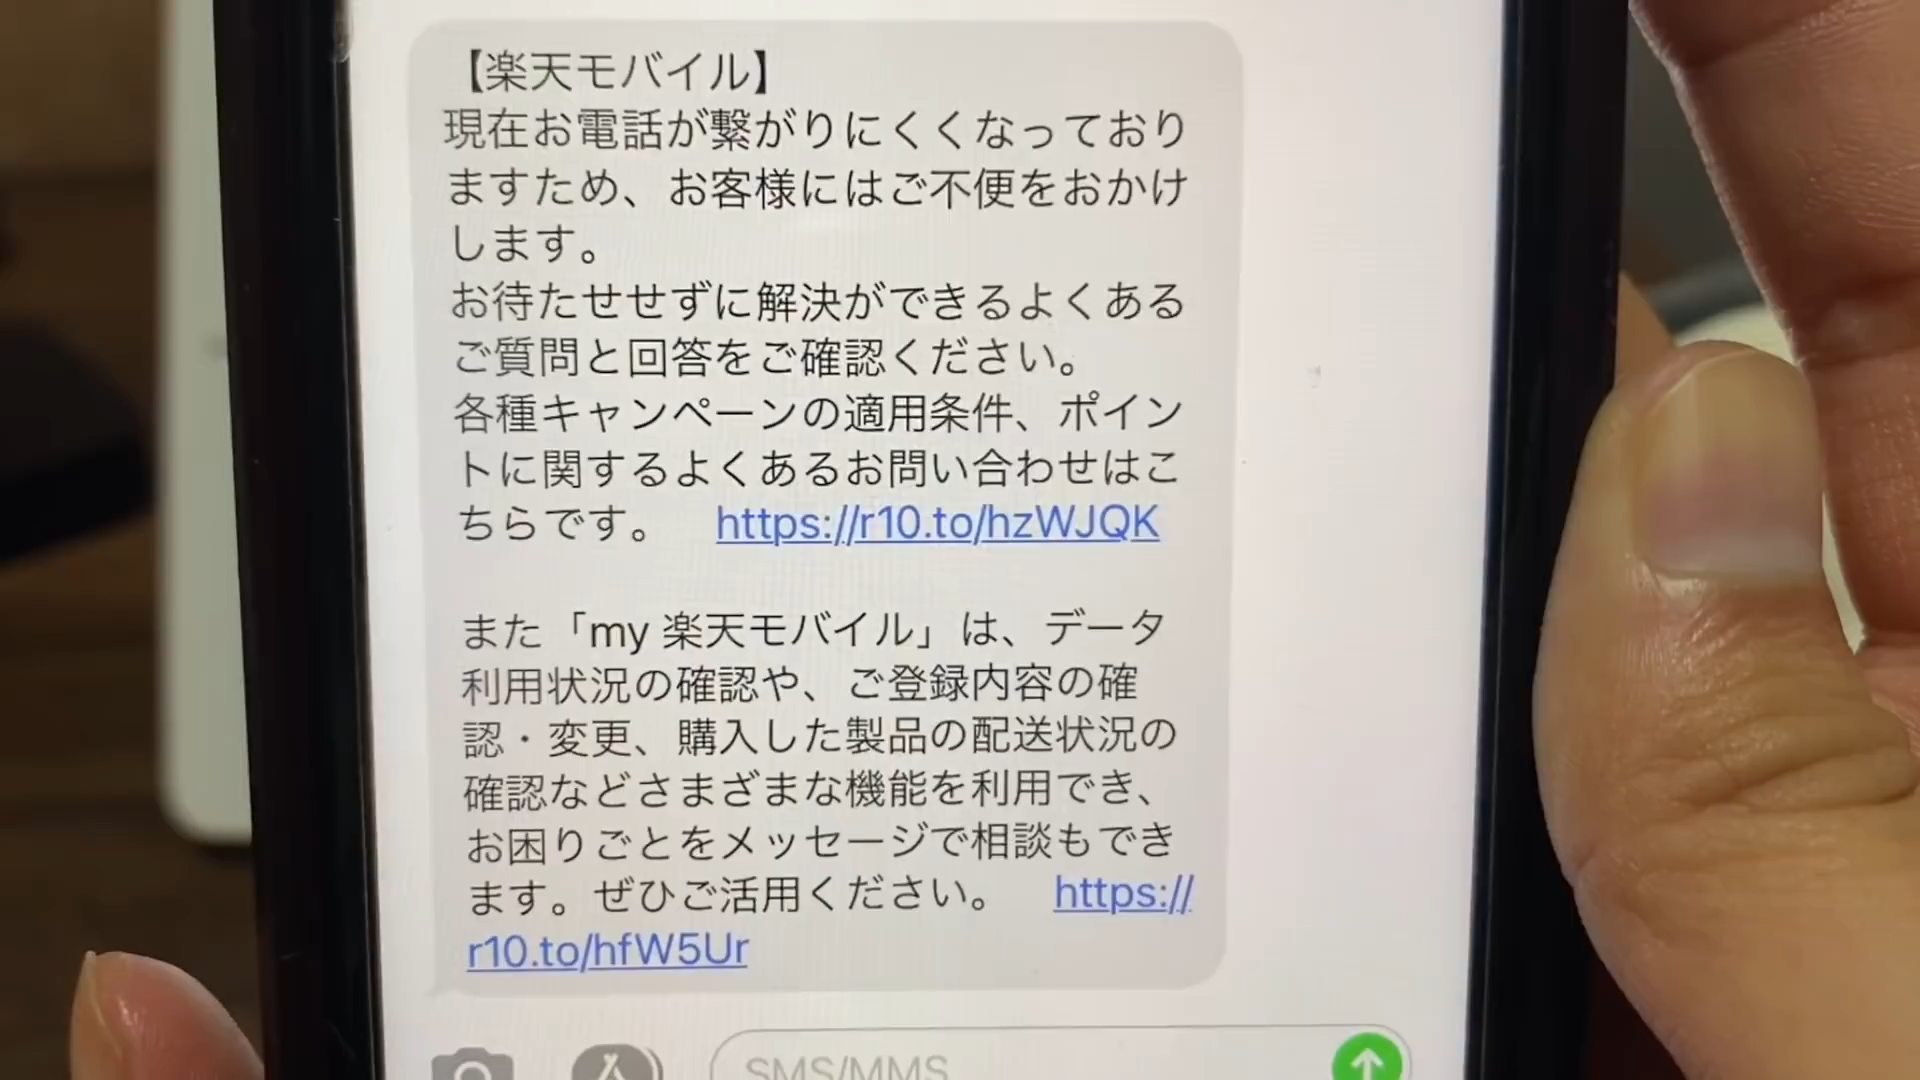 【楽天モバイル】
現在お電話が繋がりにくくなっており
ますため、お客様にはご不便をおかけ
します。
お待たせせずに解決ができるよくある
ご質問と回答をご確認ください。
各種キャンペーンの適用条件、ポイン
トに関するよくあるお問い合わせはこ
ちらです。　https://r10.to/hzWJQK

また「my 楽天モバイル」は、データ
利用状況の確認や、ご登録内容の確
認・変更、購入した製品の配送状況の
確認などさまざまな機能を利用でき、
お困りごとをメッセージで相談もでき
ます。ぜひご活用ください。　https://
r10.to/hfW5Ur
SMS/MMS